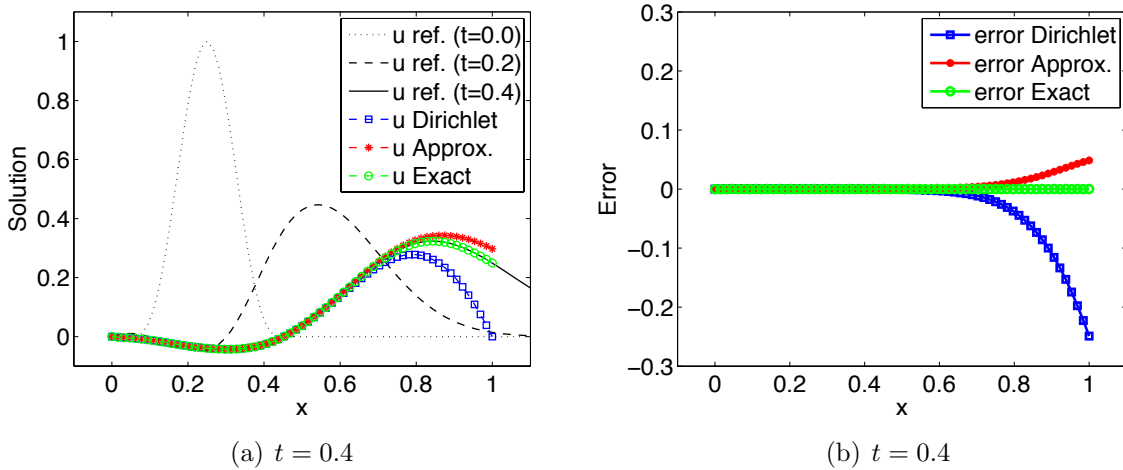 1
0.8
0.6
0.4
0.2
0
Solution
0 0.2 0.4 0.6 0.8 1
x
u ref. (t=0.0)
u ref. (t=0.2)
u ref. (t=0.4)
u Dirichlet
u Approx.
u Exact
(a) t = 0.4
0.3
0.2
0.1
0
−0.1
−0.2
−0.3
Error
0 0.2 0.4 0.6 0.8 1
x
error Dirichlet
error Approx.
error Exact
(b) t = 0.4